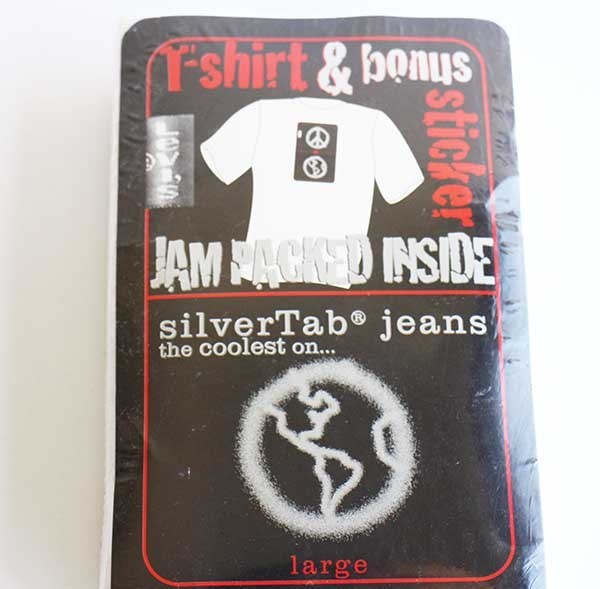 T-shirt & bonus
sticker
Levi's
®
JAM PACKED INSIDE
silverTab® jeans
the coolest on...
large